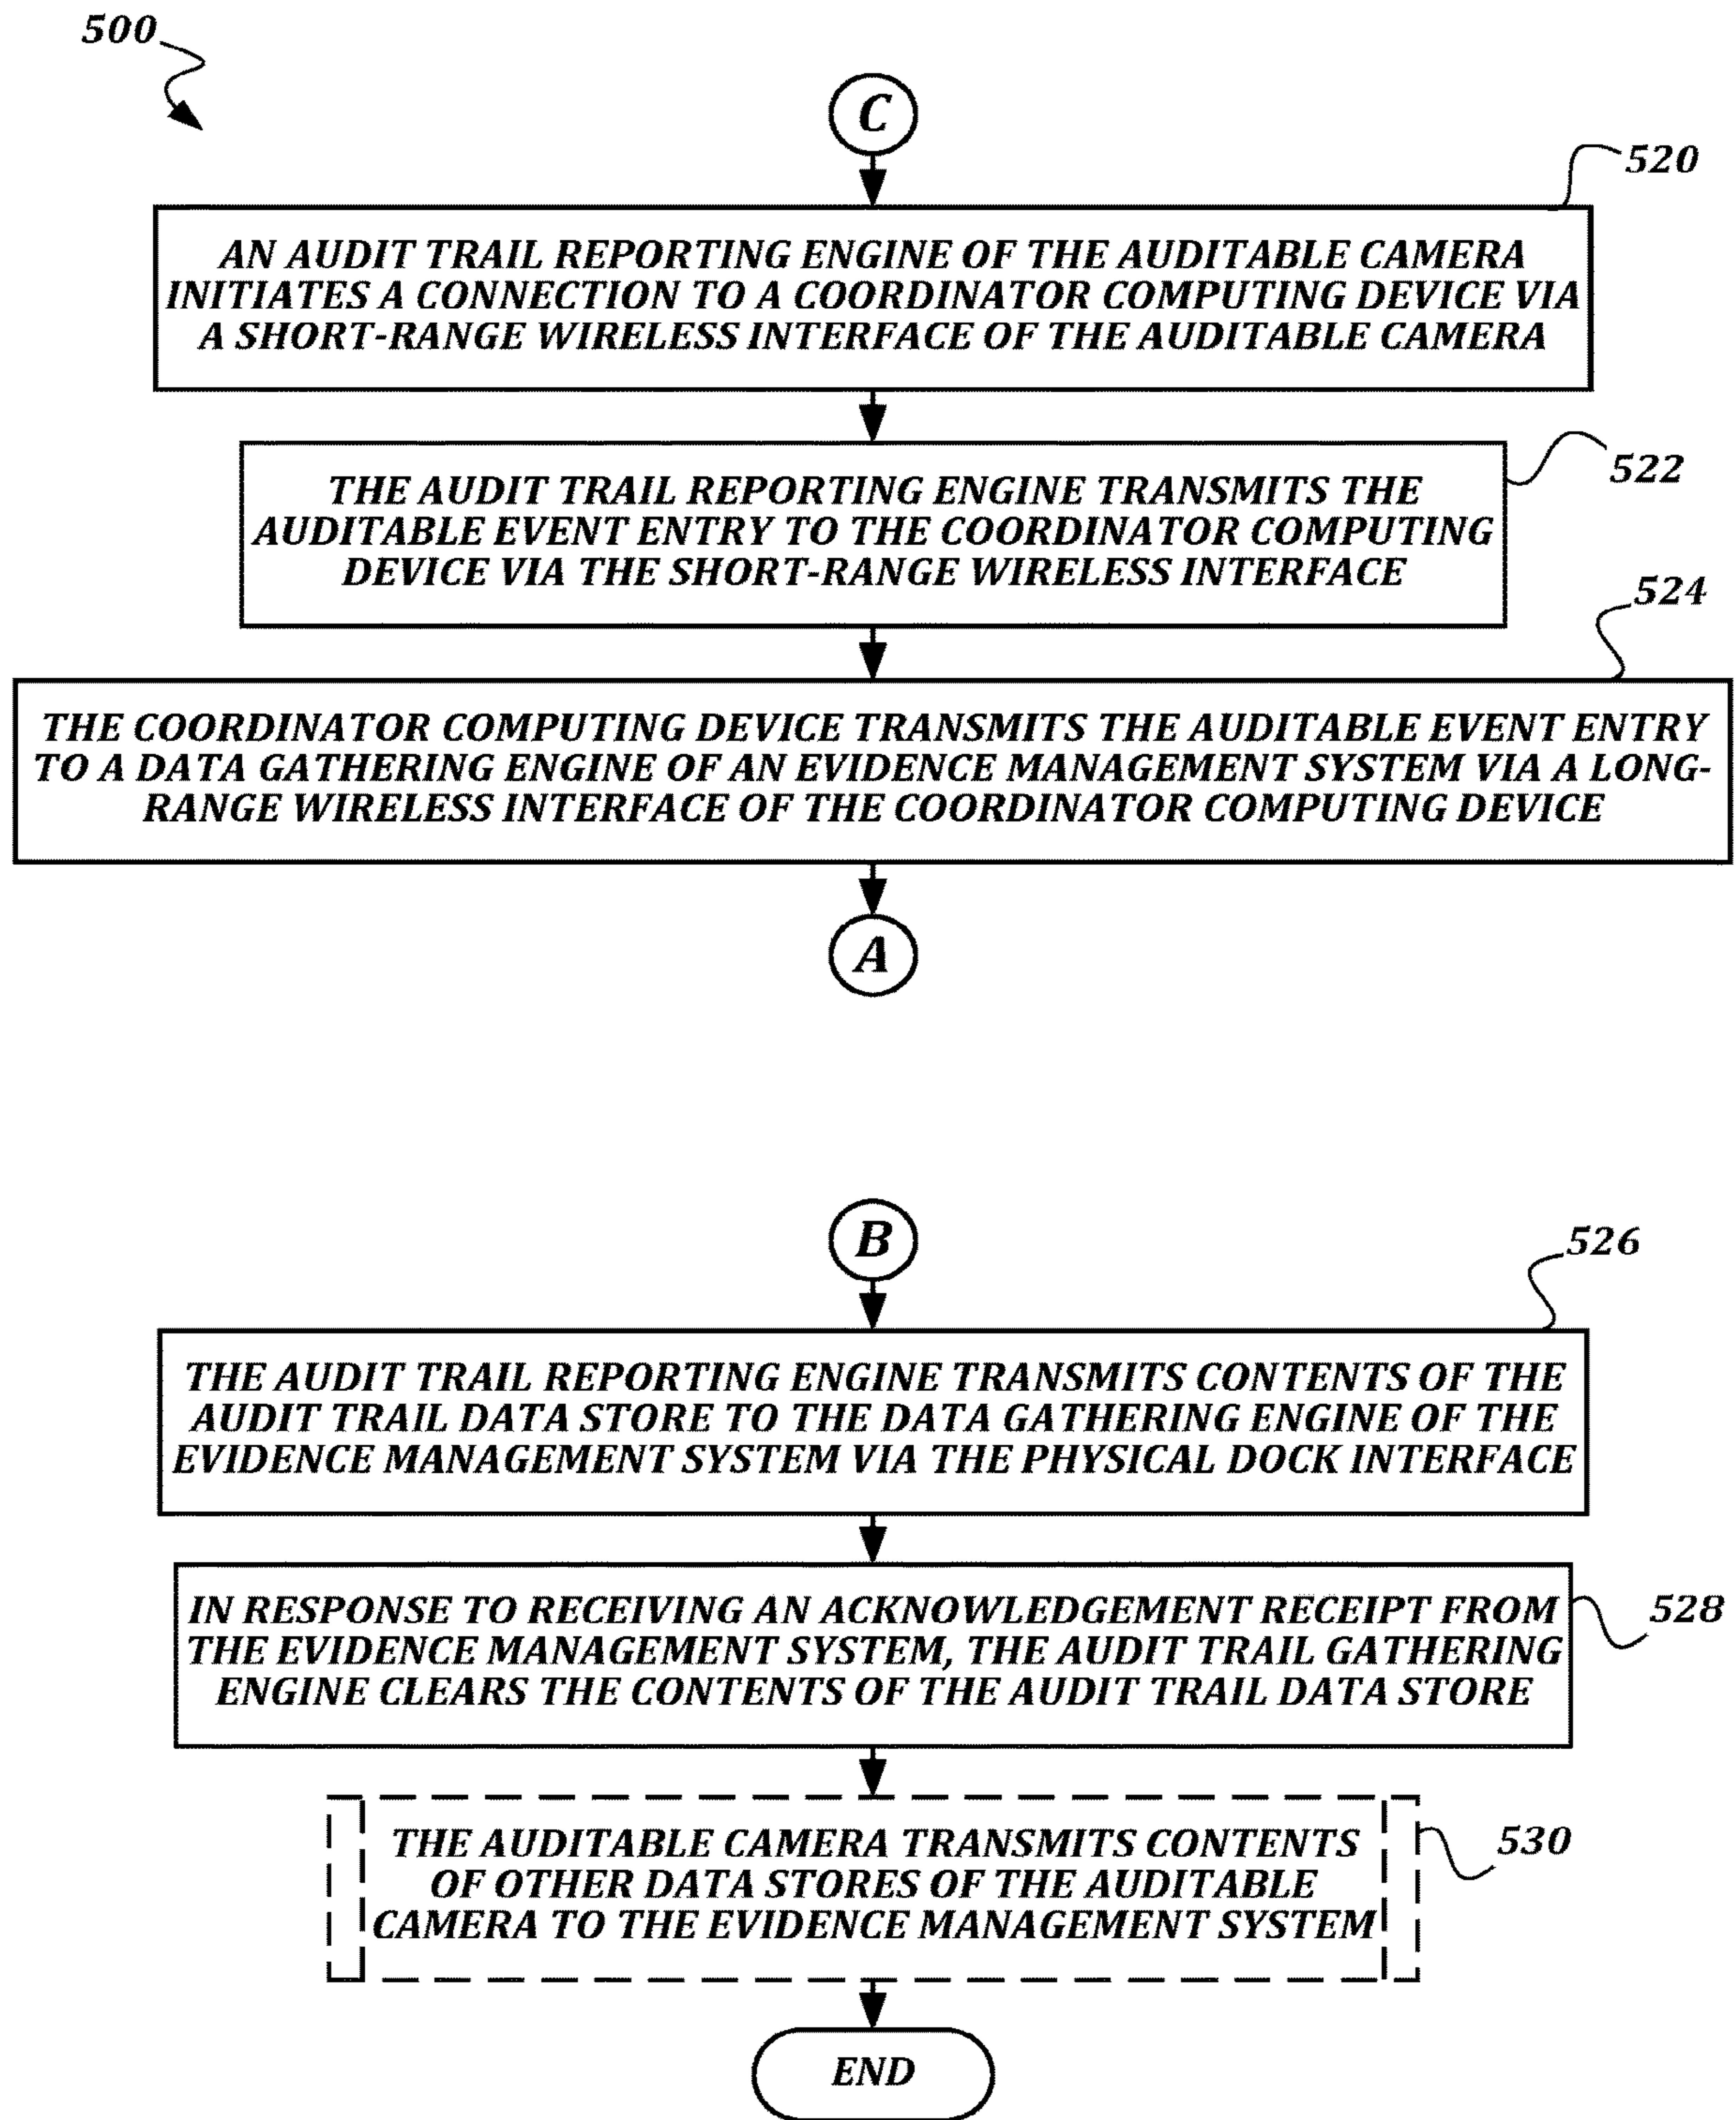 500
C
520
AN AUDIT TRAIL REPORTING ENGINE OF THE AUDITABLE CAMERA
INITIATES A CONNECTION TO A COORDINATOR COMPUTING DEVICE VIA
A SHORT-RANGE WIRELESS INTERFACE OF THE AUDITABLE CAMERA
522
THE AUDIT TRAIL REPORTING ENGINE TRANSMITS THE
AUDITABLE EVENT ENTRY TO THE COORDINATOR COMPUTING
DEVICE VIA THE SHORT-RANGE WIRELESS INTERFACE
524
THE COORDINATOR COMPUTING DEVICE TRANSMITS THE AUDITABLE EVENT ENTRY
TO A DATA GATHERING ENGINE OF AN EVIDENCE MANAGEMENT SYSTEM VIA A LONG-
RANGE WIRELESS INTERFACE OF THE COORDINATOR COMPUTING DEVICE
A
B
526
THE AUDIT TRAIL REPORTING ENGINE TRANSMITS CONTENTS OF THE
AUDIT TRAIL DATA STORE TO THE DATA GATHERING ENGINE OF THE
EVIDENCE MANAGEMENT SYSTEM VIA THE PHYSICAL DOCK INTERFACE
528
IN RESPONSE TO RECEIVING AN ACKNOWLEDGEMENT RECEIPT FROM
THE EVIDENCE MANAGEMENT SYSTEM, THE AUDIT TRAIL GATHERING
ENGINE CLEARS THE CONTENTS OF THE AUDIT TRAIL DATA STORE
530
THE AUDITABLE CAMERA TRANSMITS CONTENTS
OF OTHER DATA STORES OF THE AUDITABLE
CAMERA TO THE EVIDENCE MANAGEMENT SYSTEM
END